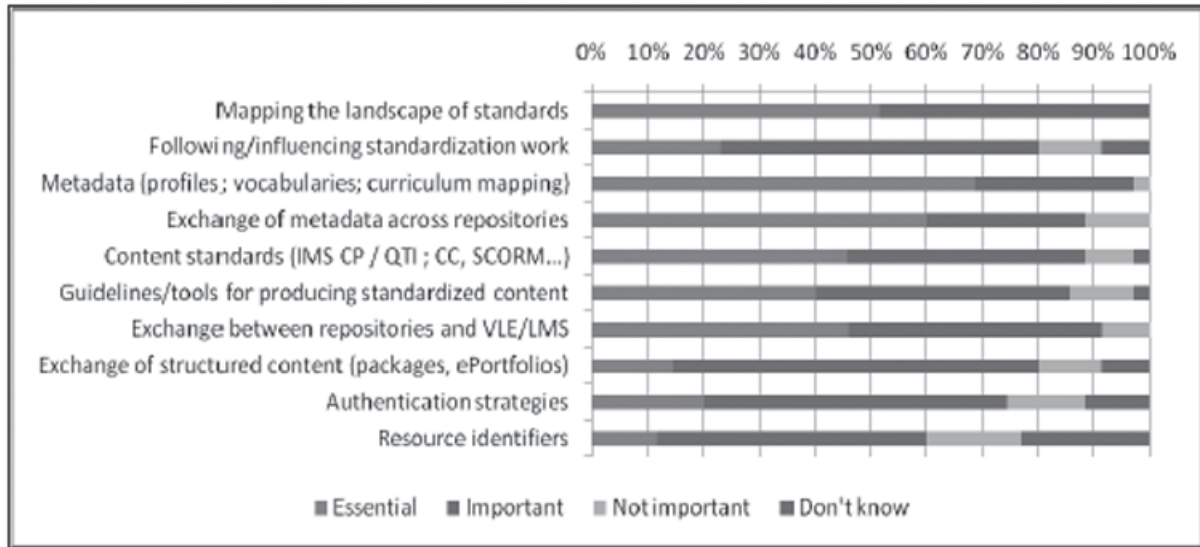 0% 10% 20% 30% 40% 50% 60% 70% 80% 90% 100%
Mapping the landscape of standards
Following/influencing standardization work
Metadata (profiles; vocabularies; curriculum mapping)
Exchange of metadata across repositories
Content standards (IMS CP / QTI ; CC, SCORM...)
Guidelines/tools for producing standardized content
Exchange between repositories and VLE/LMS
Exchange of structured content (packages, ePortfolios)
Authentication strategies
Resource identifiers
Essential Important Not important Don't know